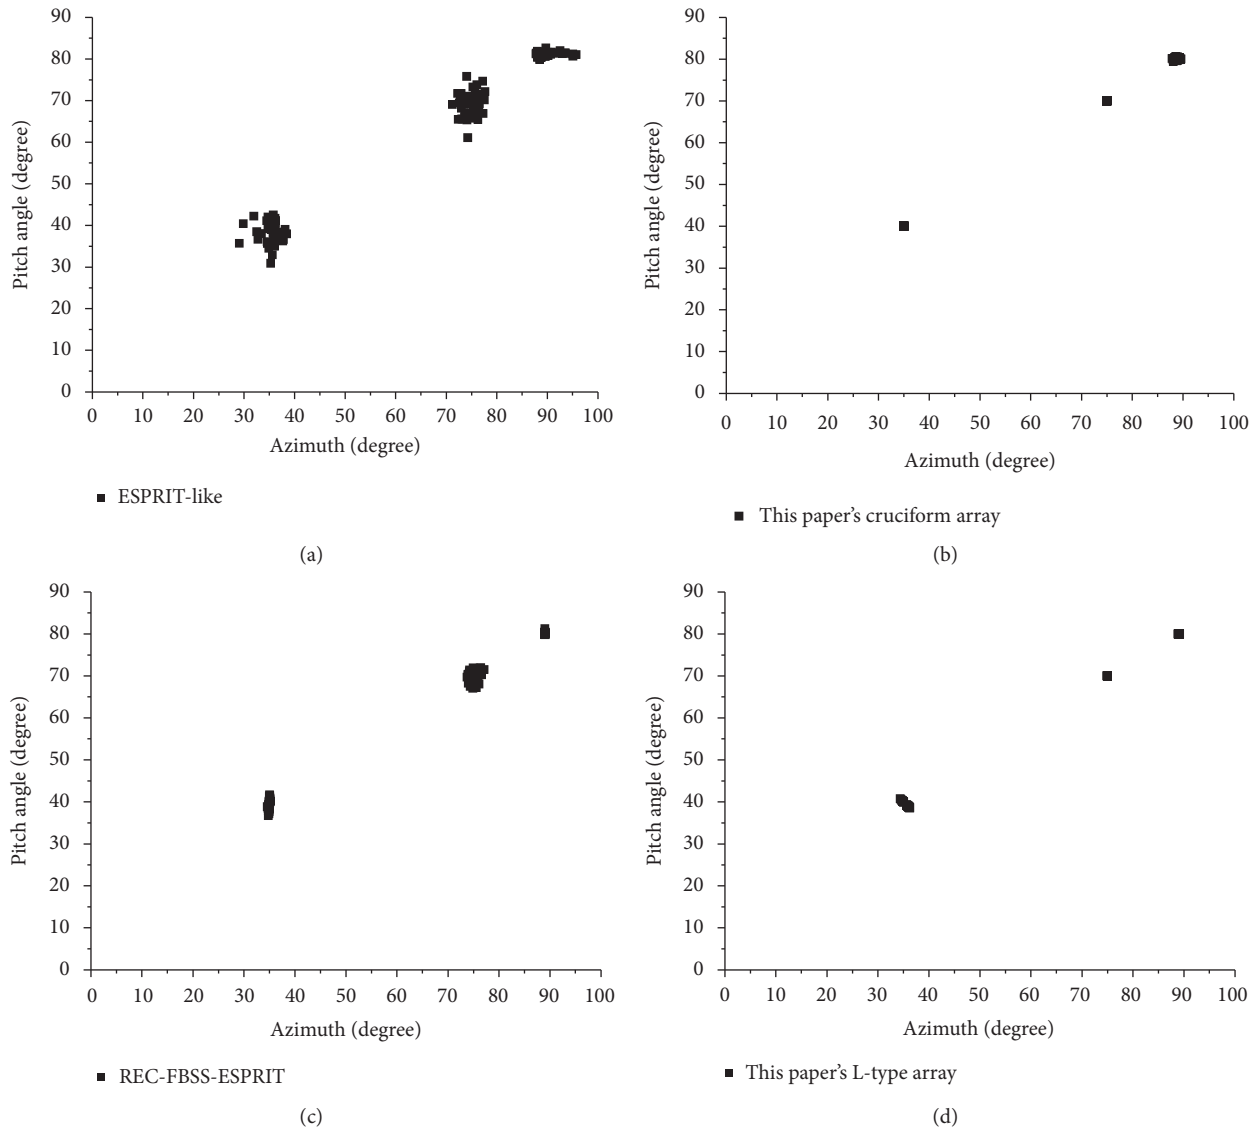 90
80
70
60
50
40
30
20
10
0
Pitch angle (degree)
0 10 20 30 40 50 60 70 80 90 100
Azimuth (degree)
ESPRIT-like
(a)
90
80
70
60
50
40
30
20
10
0
Pitch angle (degree)
0 10 20 30 40 50 60 70 80 90 100
Azimuth (degree)
This paper's cruciform array
(b)
90
80
70
60
50
40
30
20
10
0
Pitch angle (degree)
0 10 20 30 40 50 60 70 80 90 100
Azimuth (degree)
REC-FBSS-ESPRIT
(c)
90
80
70
60
50
40
30
20
10
0
Pitch angle (degree)
0 10 20 30 40 50 60 70 80 90 100
Azimuth (degree)
This paper's L-type array
(d)